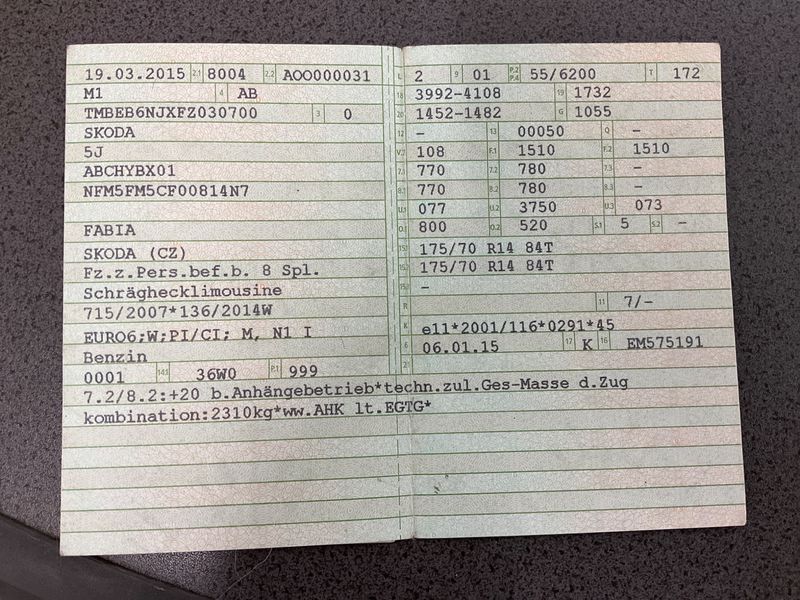 19.03.2015 2.1 8004 2.2 AOO000031
M1 4 AB
TMBEB6NJXFZ030700 3 0
SKODA
5J
ABCHYBX01
NFM5FM5CF00814N7
FABIA
SKODA (CZ)
Fz.z.Pers.bef.b. 8 Spl.
Schräghecklimousine
715/2007*136/2014W
EURO6;W;PI/CI; M, N1 I
Benzin
0001 14.1 36W0 P.1 999
7.2/8.2:+20 b.Anhängebetrieb*techn.zul.Ges-Masse d.Zug
kombination:2310kg*ww.AHK lt.EGTG*
L 2 9 01 P.2 P.4 55/6200 T 172
18 3992-4108 19 1732
20 1452-1482 G 1055
12 - 13 00050 Q -
V.7 108 F.1 1510 F.2 1510
7.1 770 7.2 780 7.3 -
8.1 770 8.2 780 8.3 -
U.1 077 U.2 3750 U.3 073
O.1 800 O.2 520 S.1 5 S.2 -
15.1 175/70 R14 84T
15.2 175/70 R14 84T
15.3 -
R 11 7/-
K e11*2001/116*0291*45
6 06.01.15 17 K 16 EM575191
21